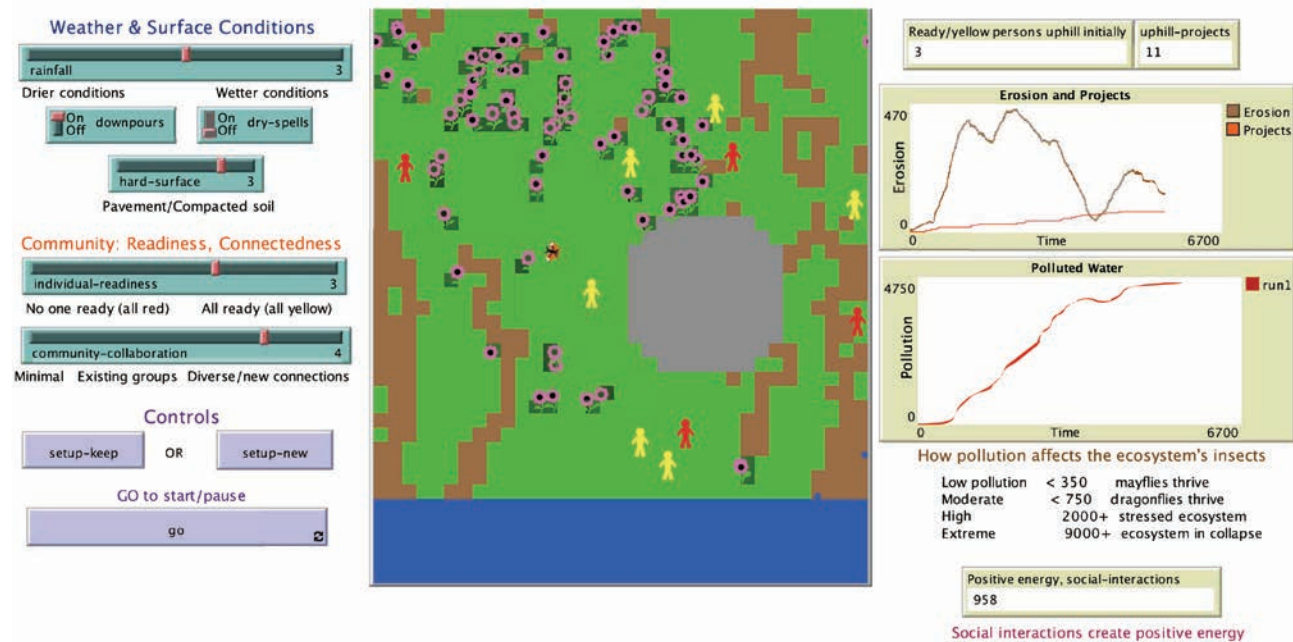 Weather & Surface Conditions
rainfall 3
Drier conditions Wetter conditions
On
Off downpours
On
Off dry-spells
hard-surface 3
Pavement/Compacted soil
Community: Readiness, Connectedness
individual-readiness 3
No one ready (all red) All ready (all yellow)
community-collaboration 4
Minimal Existing groups Diverse/new connections
Controls
setup-keep OR setup-new
GO to start/pause
go
Ready/yellow persons uphill initially
3
uphill-projects
11
Erosion and Projects
470
Erosion
0
0 Time 6700
Erosion
Projects
Polluted Water
4750
Pollution
0
0 Time 6700
run1
How pollution affects the ecosystem's insects
Low pollution < 350 mayflies thrive
Moderate < 750 dragonflies thrive
High 2000+ stressed ecosystem
Extreme 9000+ ecosystem in collapse
Positive energy, social-interactions
958
Social interactions create positive energy